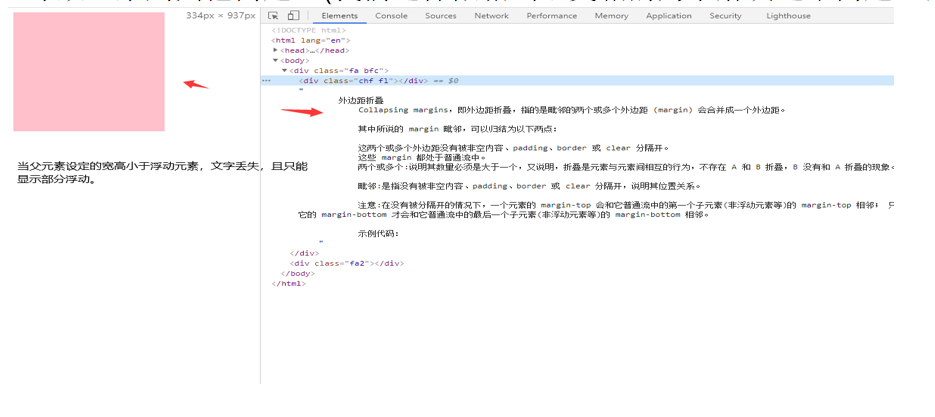 334px × 937px
Elements Console Sources Network Performance Memory Application Security Lighthouse
<!DOCTYPE html>
<html lang="en">
▶<head>…</head>
▼<body>
▼<div class="fa bfc">
… <div class="chf fl"></div> == $0
"
外边距折叠
Collapsing margins，即外边距折叠，指的是毗邻的两个或多个外边距 (margin) 会合并成一个外边距。
其中所说的 margin 毗邻，可以归结为以下两点：
这两个或多个外边距没有被非空内容、padding、border 或 clear 分隔开。
这些 margin 都处于普通流中。
两个或多个:说明其数量必须是大于一个，又说明，折叠是元素与元素间相互的行为，不存在 A 和 B 折叠，B 没有和 A 折叠的现象。
毗邻:是指没有被非空内容、padding、border 或 clear 分隔开，说明其位置关系。
注意:在没有被分隔开的情况下，一个元素的 margin-top 会和它普通流中的第一个子元素(非浮动元素等)的 margin-top 相邻； 只
它的 margin-bottom 才会和它普通流中的最后一个子元素(非浮动元素等)的 margin-bottom 相邻。
示例代码：
"
</div>
<div class="fa2"></div>
</body>
</html>
当父元素设定的宽高小于浮动元素，文字丢失，且只能
显示部分浮动。